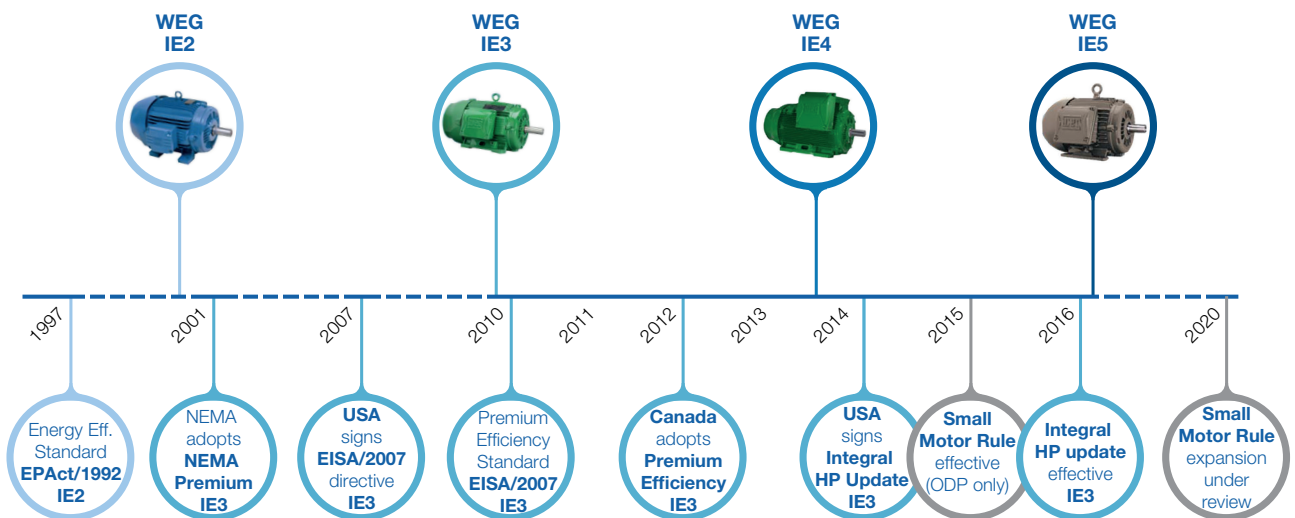 WEG
IE2
WEG
IE3
WEG
IE4
WEG
IE5
1997
2001
2007
2010
2011
2012
2013
2014
2015
2016
2020
Energy Eff.
Standard
EPAct/1992
IE2
NEMA
adopts
NEMA
Premium
IE3
USA
signs
EISA/2007
directive
IE3
Premium
Efficiency
Standard
EISA/2007
IE3
Canada
adopts
Premium
Efficiency
IE3
USA
signs
Integral
HP Update
IE3
Small
Motor Rule
effective
(ODP only)
Integral
HP update
effective
IE3
Small
Motor Rule
expansion
under
review